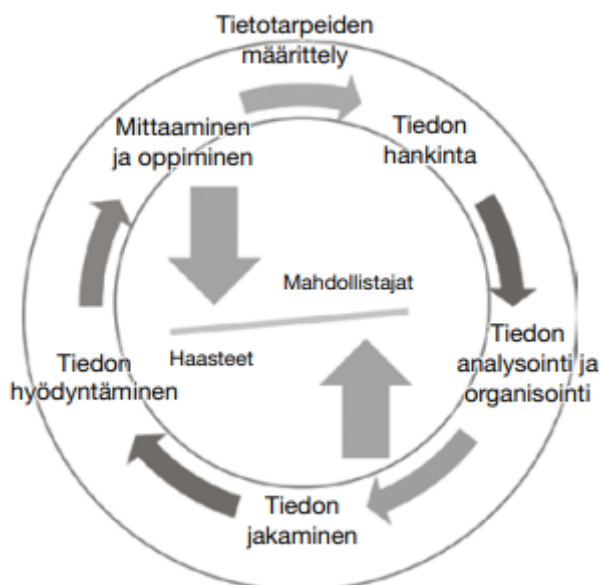 Tietotarpeiden
määrittely
Mittaaminen
ja oppiminen
Tiedon
hankinta
Mahdollistajat
Haasteet
Tiedon
analysointi ja
organisointi
Tiedon
hyödyntäminen
Tiedon
jakaminen